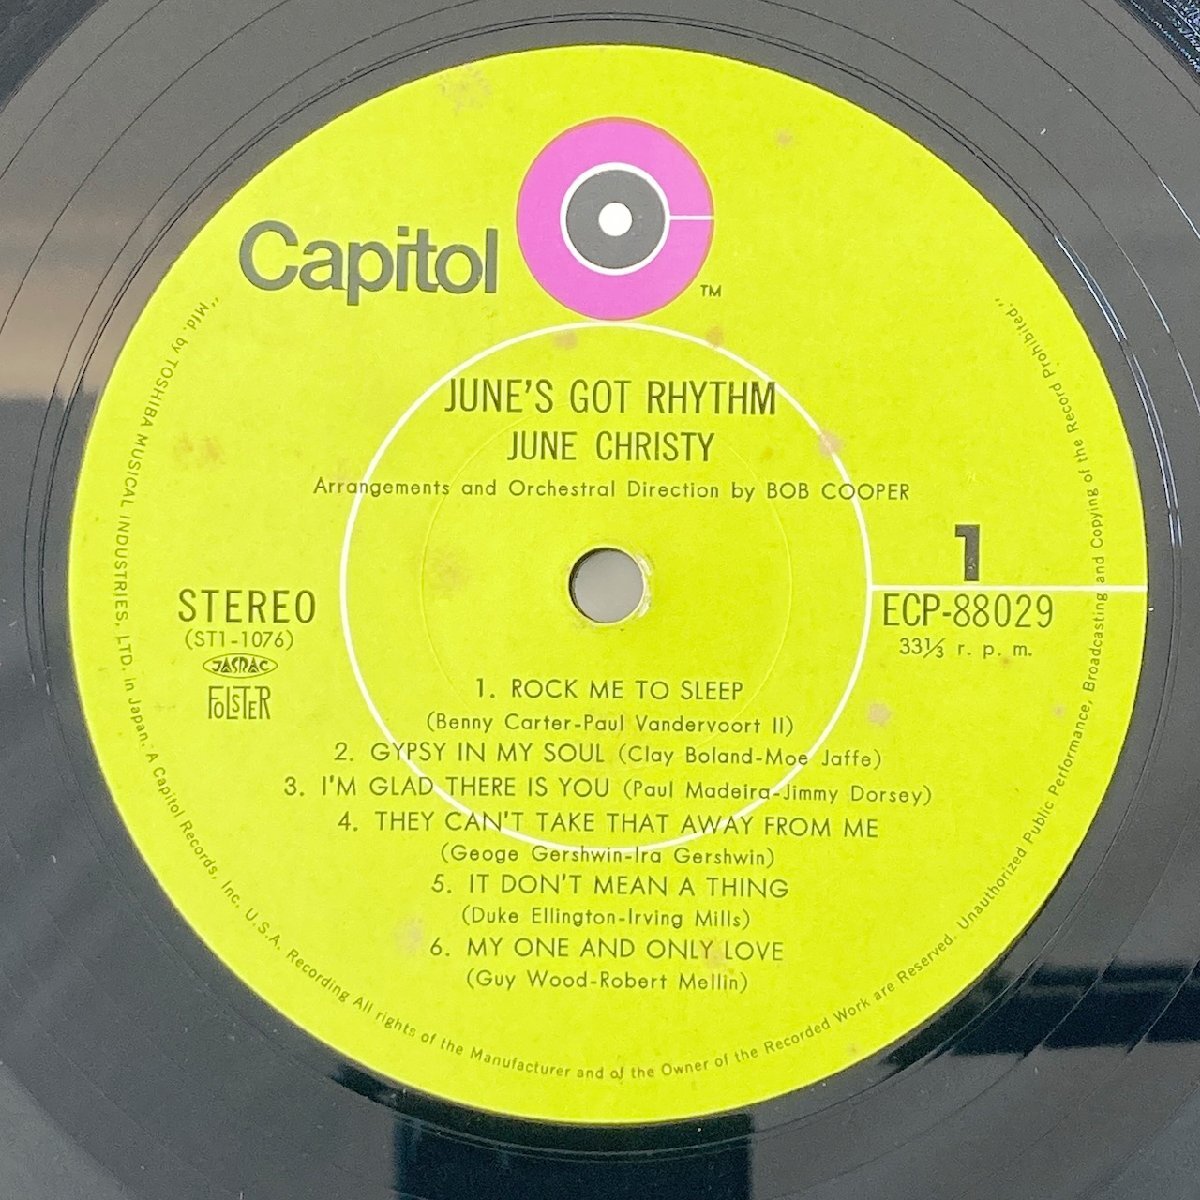 Capitol
TM
JUNE'S GOT RHYTHM
JUNE CHRISTY
Arrangements and Orchestral Direction by BOB COOPER
1
STEREO
(ST1-1076)
JASRAC
FOLSTER
ECP-88029
33⅓ r. p. m.
1. ROCK ME TO SLEEP
(Benny Carter-Paul Vandervoort II)
2. GYPSY IN MY SOUL (Clay Boland-Moe Jaffe)
3. I'M GLAD THERE IS YOU (Paul Madeira-Jimmy Dorsey)
4. THEY CAN'T TAKE THAT AWAY FROM ME
(Geoge Gershwin-Ira Gershwin)
5. IT DON'T MEAN A THING
(Duke Ellington-Irving Mills)
6. MY ONE AND ONLY LOVE
(Guy Wood-Robert Mellin)
"Mfd. by TOSHIBA MUSICAL INDUSTRIES, LTD. in Japan. A Capitol Records, Inc. U.S.A. Recording All rights of the Manufacturer and of the Owner of the Recorded Work are Reserved. Unauthorized Public Performance, Broadcasting and Copying of the Record Prohibited."